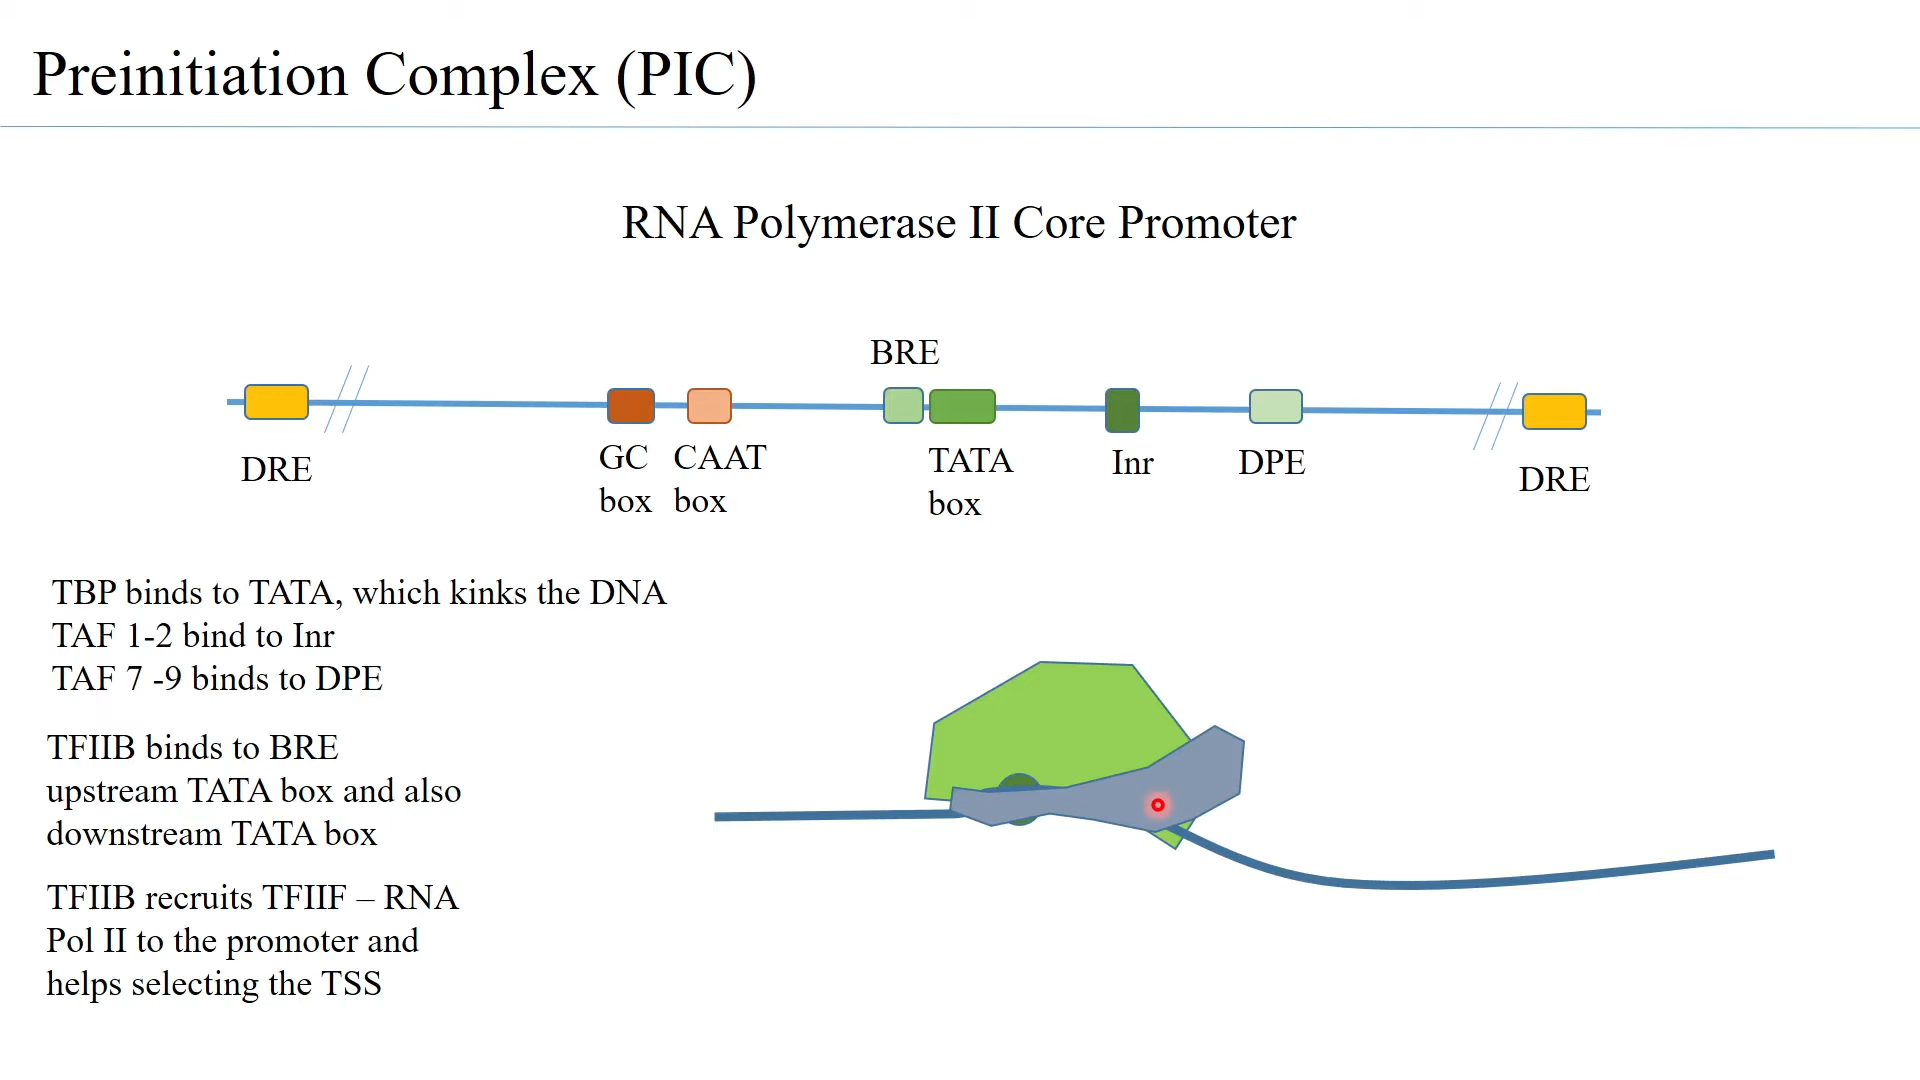 Preinitiation Complex (PIC)
RNA Polymerase II Core Promoter
BRE
DRE
GC box
CAAT box
TATA box
Inr
DPE
DRE
TBP binds to TATA, which kinks the DNA
TAF 1-2 bind to Inr
TAF 7 -9 binds to DPE
TFIIB binds to BRE
upstream TATA box and also
downstream TATA box
TFIIB recruits TFIIF – RNA
Pol II to the promoter and
helps selecting the TSS